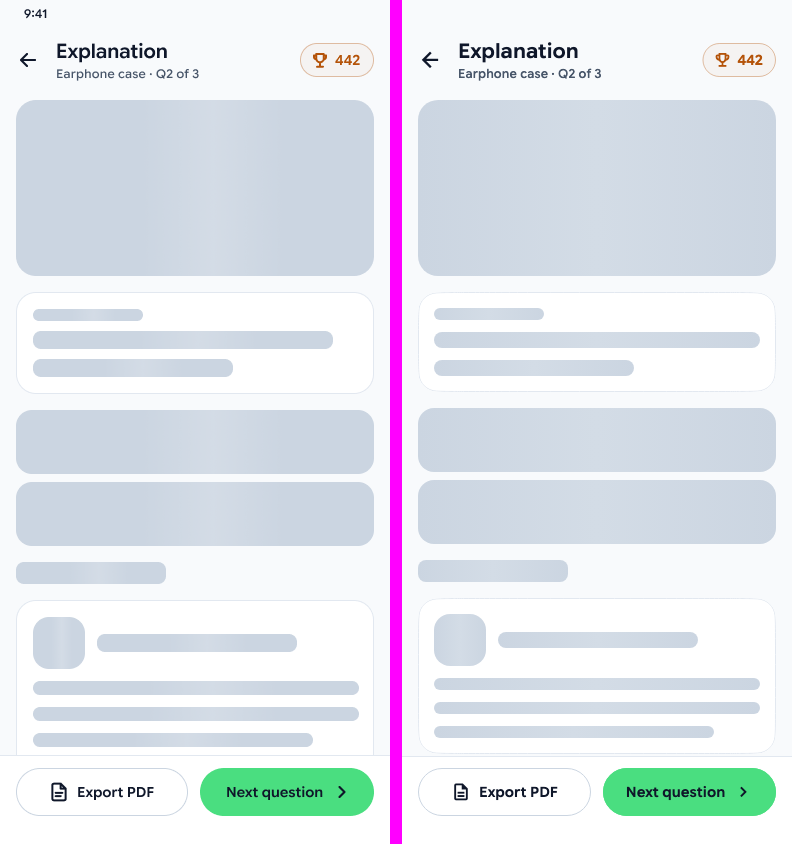 9:41
Explanation
Earphone case · Q2 of 3
442
Export PDF
Next question
Explanation
Earphone case · Q2 of 3
442
Export PDF
Next question